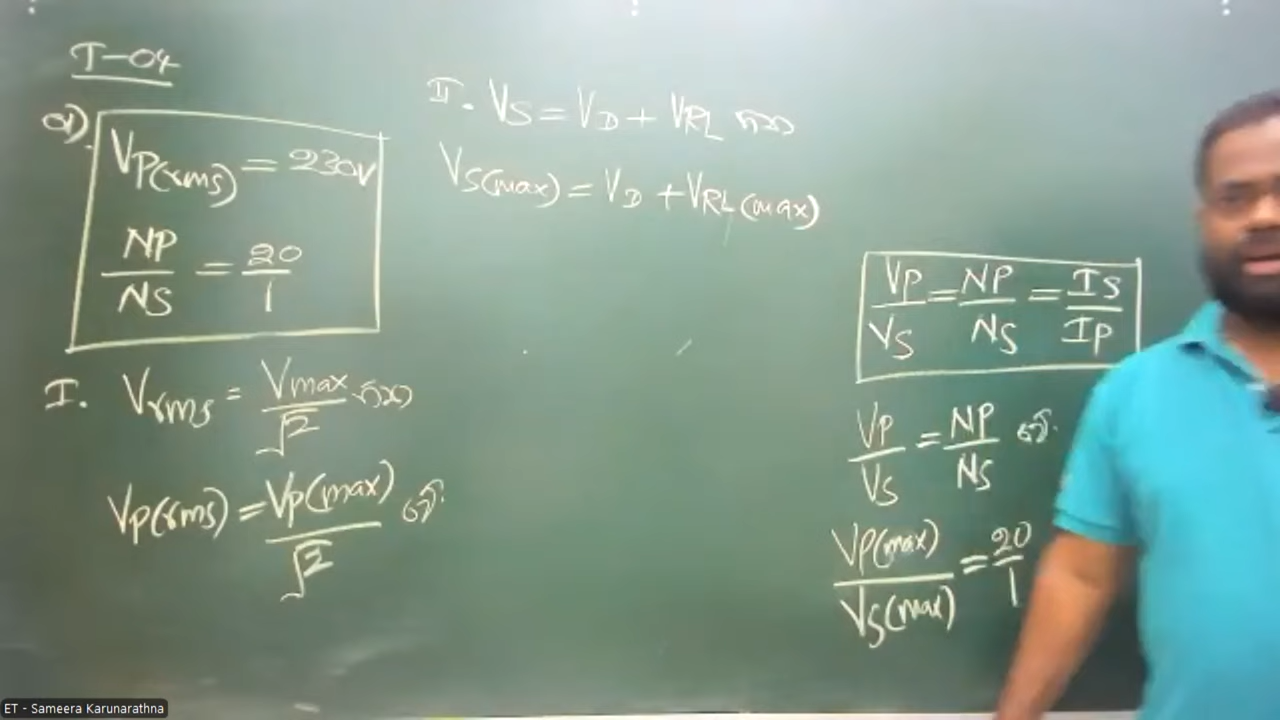 T-04
a).
VP(rms) = 230V
NP/NS = 20/1
I. Vrms = Vmax/√2 නිසා
VP(rms) = VP(max)/√2 වේ.
II. VS = VD + VRL නිසා
VS(max) = VD + VRL(max)
VP/VS = NP/NS = IS/IP
VP/VS = NP/NS වේ.
VP(max)/VS(max) = 20/1
ET - Sameera Karunarathna